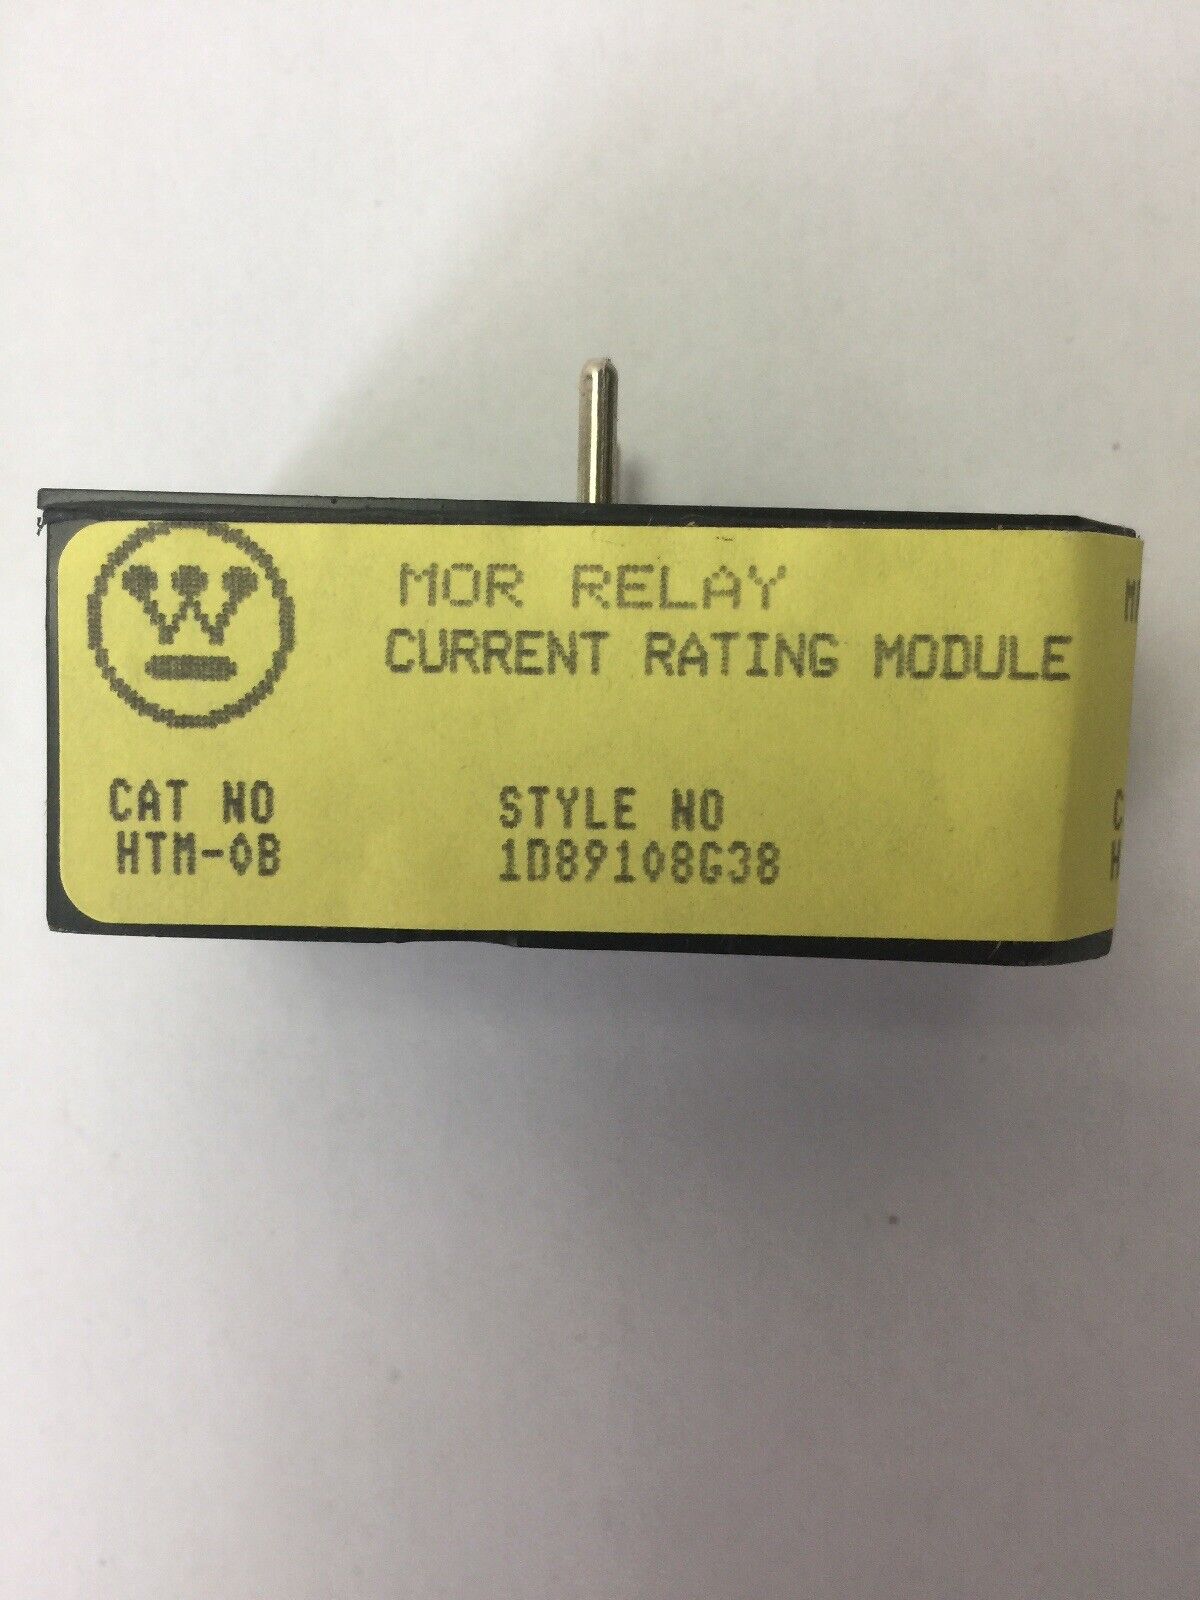 MOR RELAY
CURRENT RATING MODULE
CAT NO
HTM-0B
STYLE NO
1D89108G38